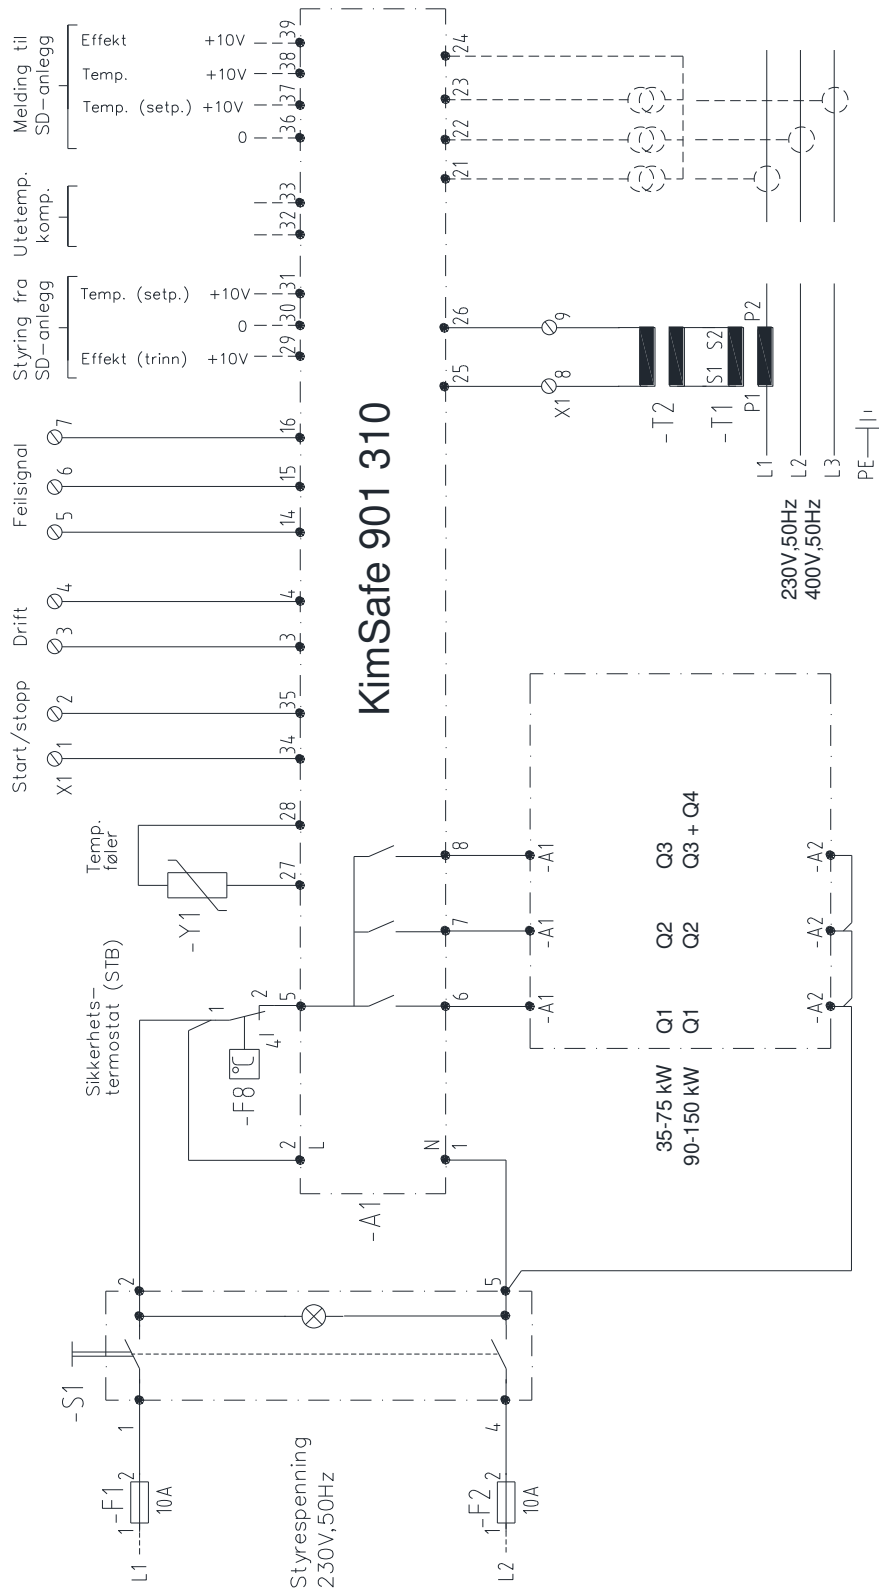 L1
1
-F1
2
10A
1
-S1
2
Styrespenning
230V,50Hz
L2
1
-F2
2
10A
4
5
Sikkerhets-
termostat (STB)
-F8
°C
1
2
4
2
L
-A1
N
1
5
6
7
8
Temp.
føler
-Y1
27
28
Start/stopp
X1
1
2
34
35
Drift
3
4
3
4
Feilsignal
5
6
7
14
15
16
Styring fra
SD-anlegg
Temp. (setp.) +10V
0
Effekt (trinn) +10V
31
30
29
Utetemp.
komp.
33
32
Melding til
SD-anlegg
Effekt +10V
Temp. +10V
Temp. (setp.) +10V
0
39
38
37
36
KimSafe 901 310
-A1
-A1
-A1
35-75 kW Q1 Q2 Q3
90-150 kW Q1 Q2 Q3 + Q4
-A2
-A2
-A2
25
26
X1
8
9
-T2
-T1
S1
S2
P1
P2
21
22
23
24
230V,50Hz
400V,50Hz
L1
L2
L3
PE